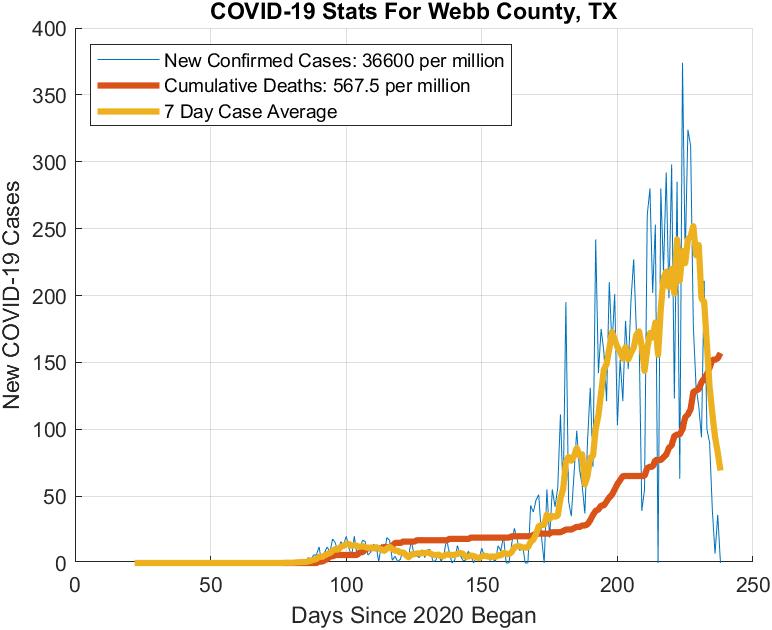 COVID-19 Stats For Webb County, TX
New Confirmed Cases: 36600 per million
Cumulative Deaths: 567.5 per million
7 Day Case Average
New COVID-19 Cases
400
350
300
250
200
150
100
50
0
0 50 100 150 200 250
Days Since 2020 Began